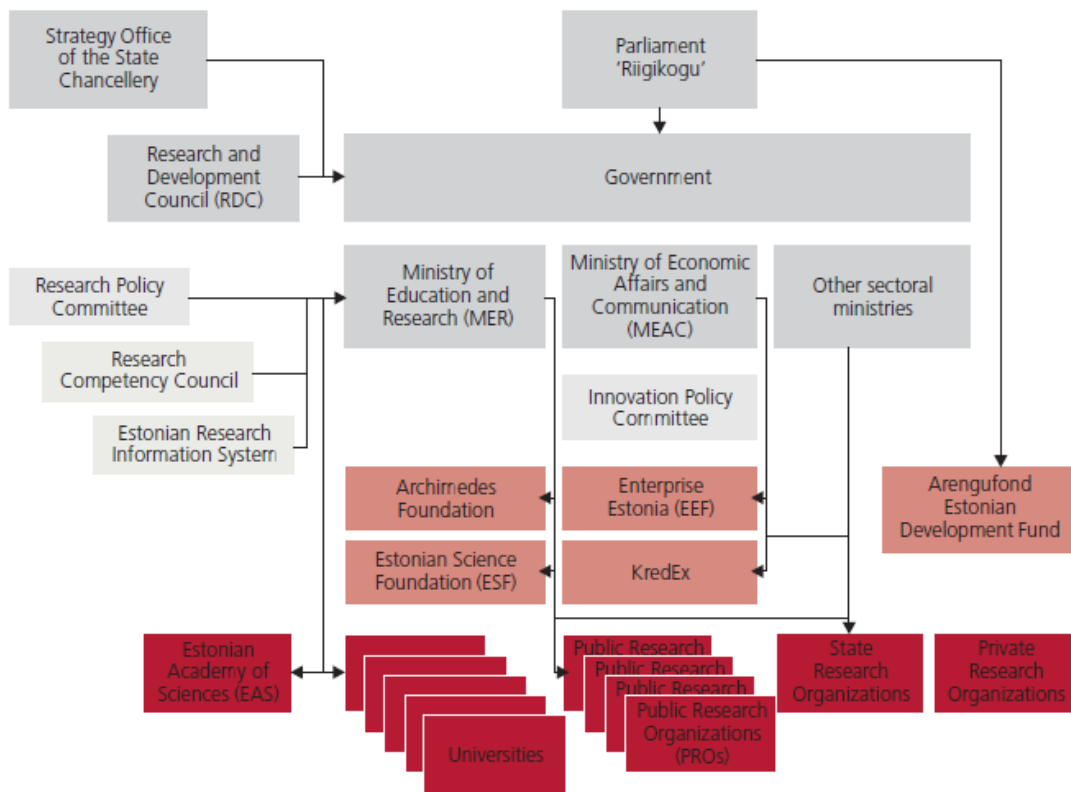 Strategy Office
of the State
Chancellery
Parliament
‘Riigikogu’
Research and
Development
Council (RDC)
Government
Research Policy
Committee
Ministry of
Education and
Research (MER)
Ministry of Economic
Affairs and
Communication
(MEAC)
Other sectoral
ministries
Research
Competency Council
Innovation Policy
Committee
Estonian Research
Information System
Archimedes
Foundation
Enterprise
Estonia (EEF)
Arengufond
Estonian
Development Fund
Estonian Science
Foundation (ESF)
KredEx
Estonian
Academy of
Sciences (EAS)
Universities
Public Research
Public Research
Public Research
Public Research
Organizations
(PROs)
State
Research
Organizations
Private
Research
Organizations